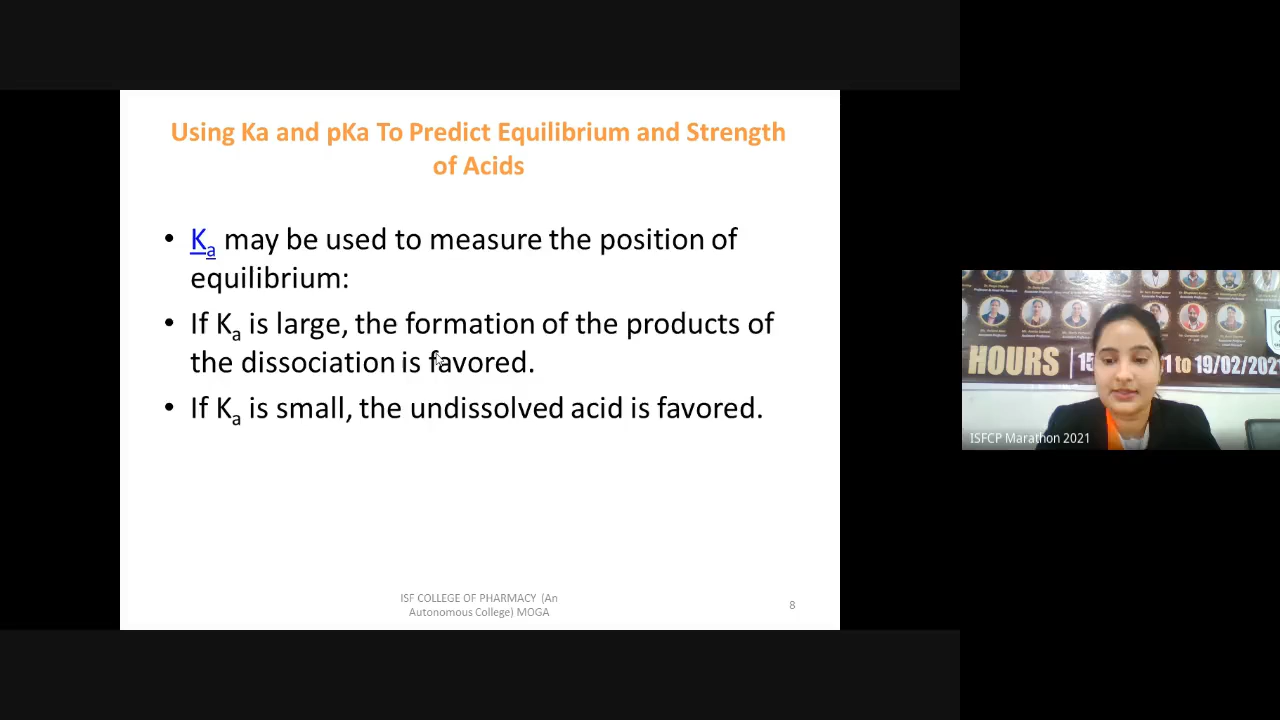 Using Ka and pKa To Predict Equilibrium and Strength
of Acids
• Ka may be used to measure the position of
equilibrium:
• If Ka is large, the formation of the products of
the dissociation is favored.
• If Ka is small, the undissolved acid is favored.
ISF COLLEGE OF PHARMACY (An
Autonomous College) MOGA
8
HOURS
to 19/02/2021
ISFCP Marathon 2021